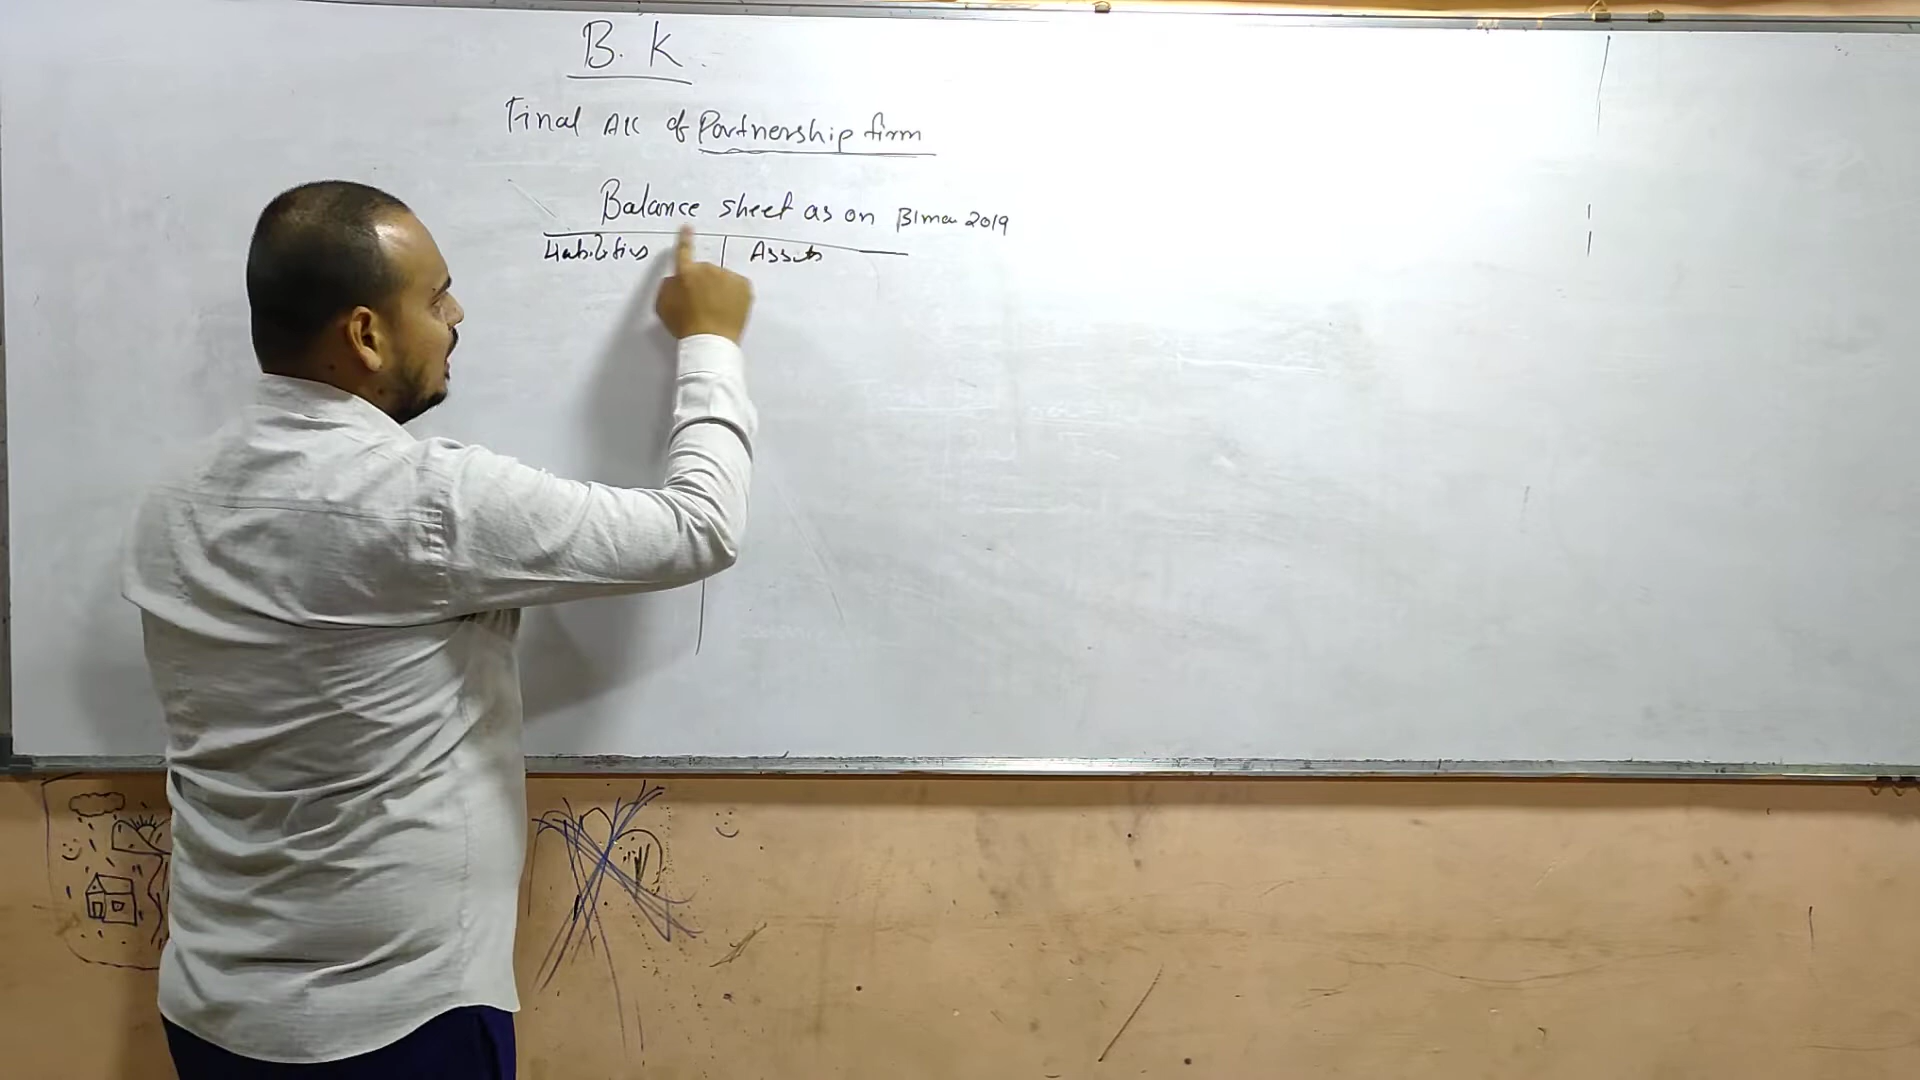 B. K.
Final A/c of Partnership firm
Balance sheet as on 31 mar 2019
Liabilities Assets